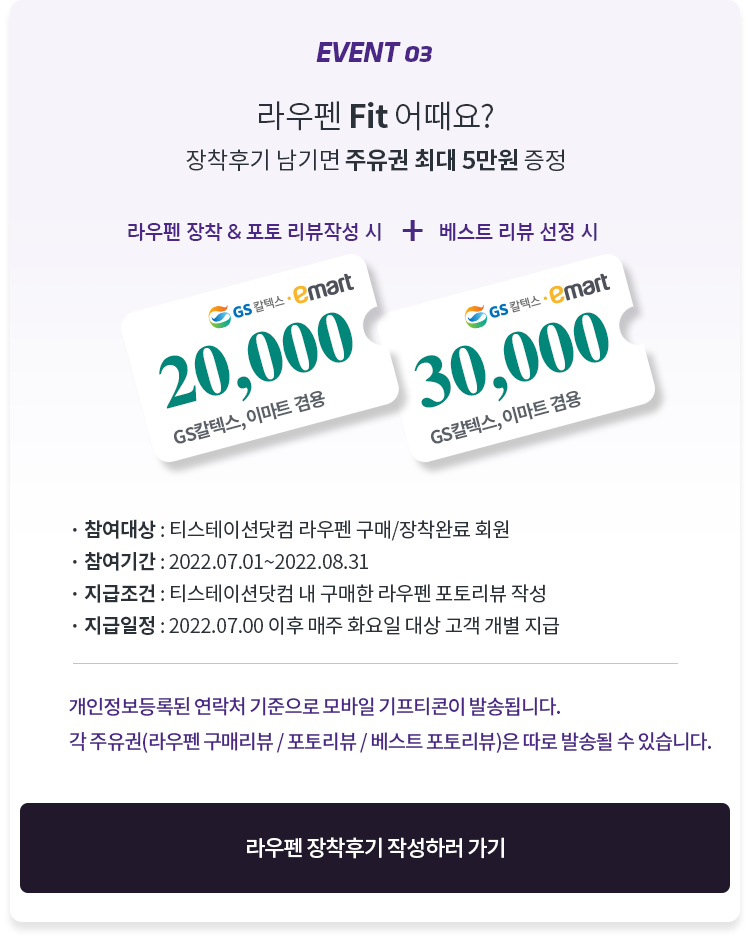 EVENT 03
라우펜 Fit 어때요?
장착후기 남기면 주유권 최대 5만원 증정
라우펜 장착 & 포토 리뷰작성 시 + 베스트 리뷰 선정 시
GS칼텍스 · emart
20,000
GS칼텍스, 이마트 겸용
GS칼텍스 · emart
30,000
GS칼텍스, 이마트 겸용
· 참여대상 : 티스테이션닷컴 라우펜 구매/장착완료 회원
· 참여기간 : 2022.07.01~2022.08.31
· 지급조건 : 티스테이션닷컴 내 구매한 라우펜 포토리뷰 작성
· 지급일정 : 2022.07.00 이후 매주 화요일 대상 고객 개별 지급
개인정보등록된 연락처 기준으로 모바일 기프티콘이 발송됩니다.
각 주유권(라우펜 구매리뷰 / 포토리뷰 / 베스트 포토리뷰)은 따로 발송될 수 있습니다.
라우펜 장착후기 작성하러 가기